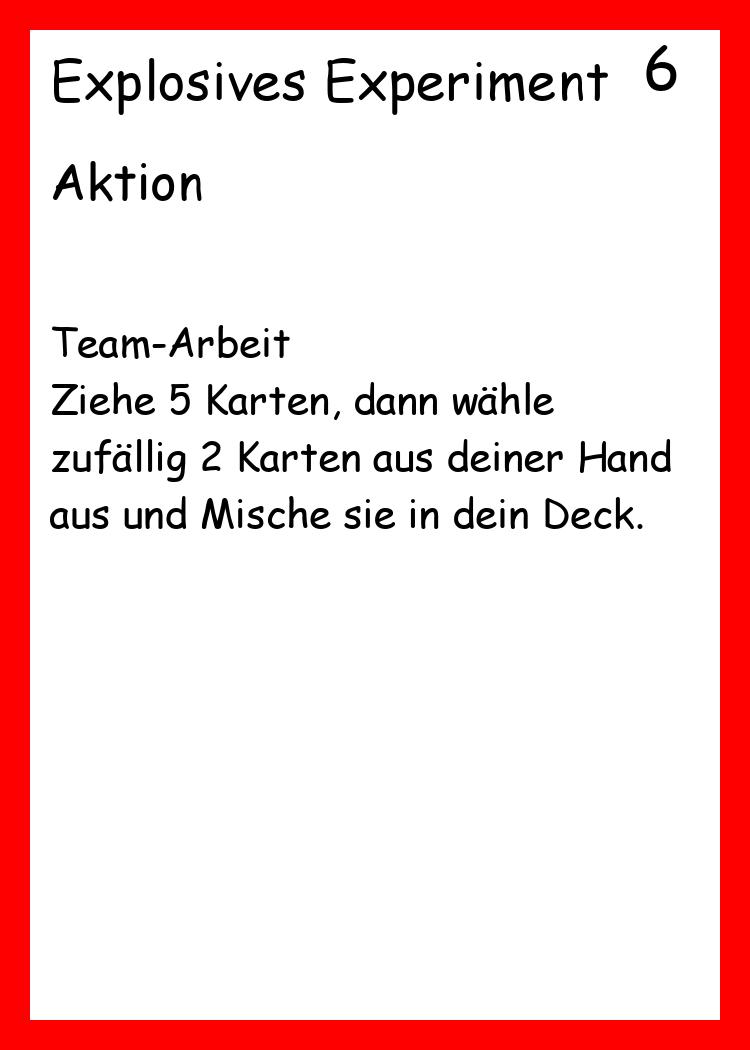 Explosives Experiment 6
Aktion
Team-Arbeit
Ziehe 5 Karten, dann wähle
zufällig 2 Karten aus deiner Hand
aus und Mische sie in dein Deck.